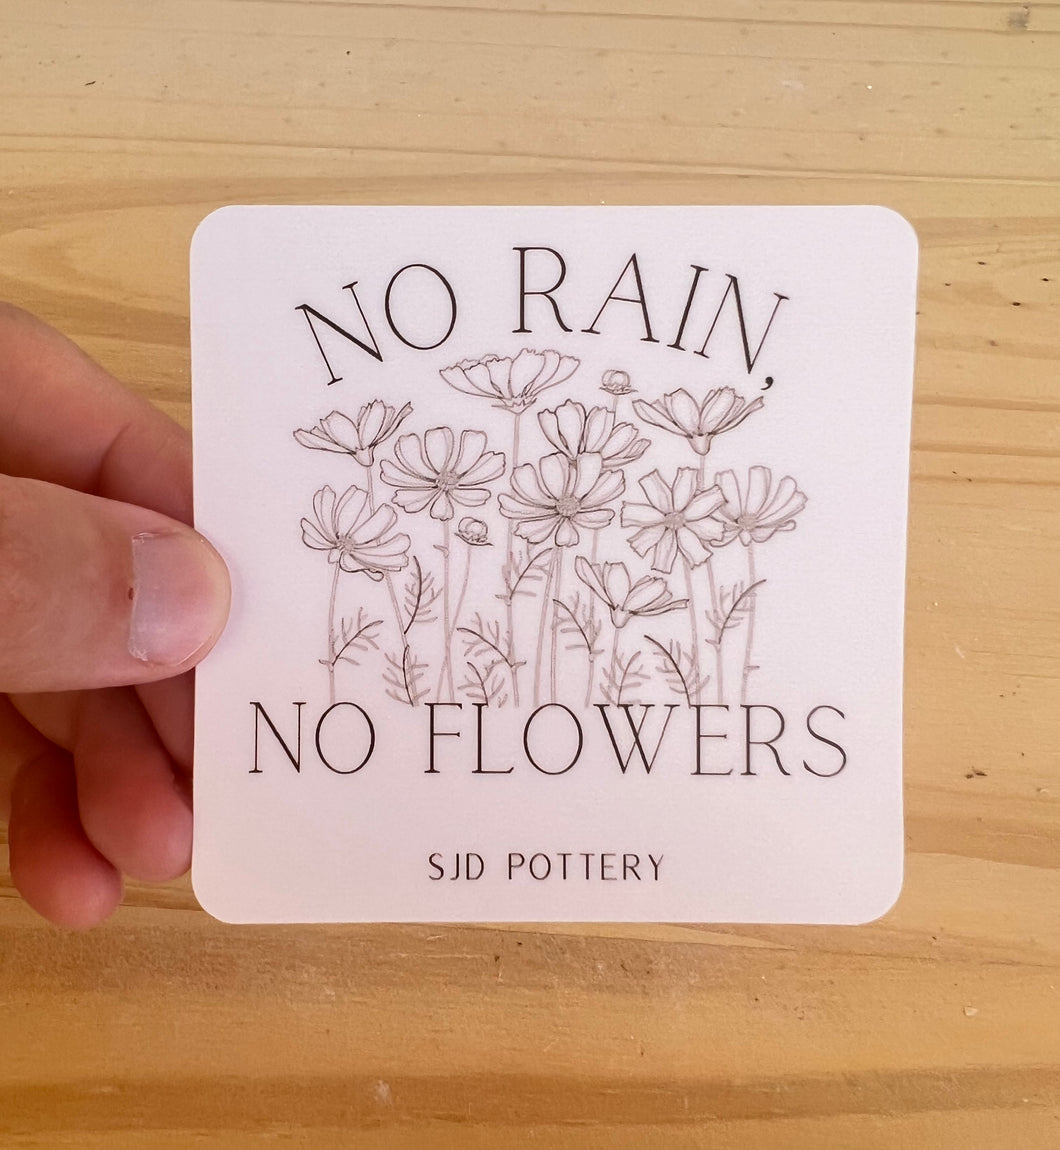 NO RAIN,
NO FLOWERS
SJD POTTERY